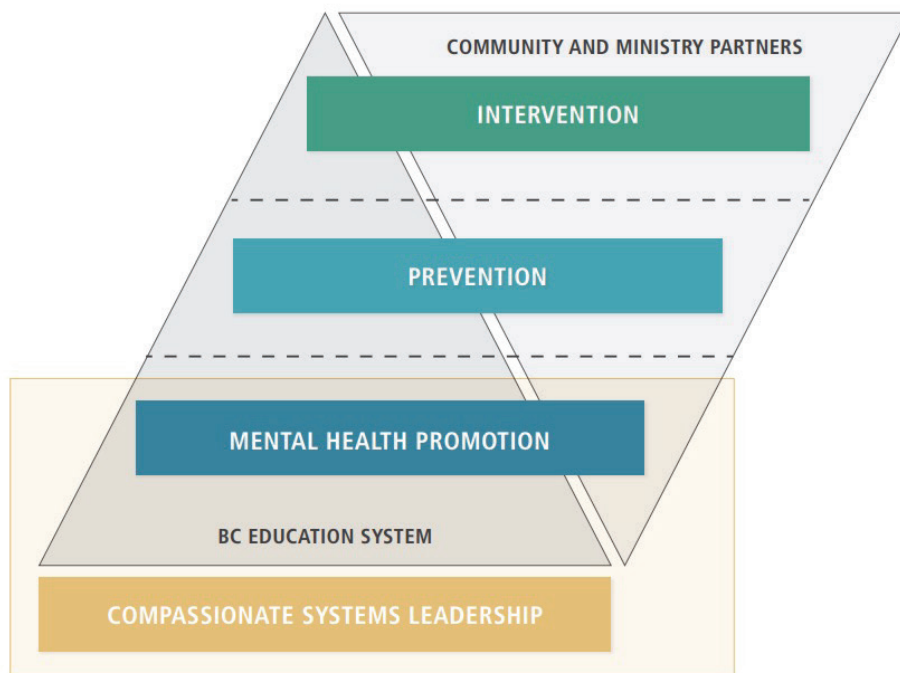 COMMUNITY AND MINISTRY PARTNERS
INTERVENTION
PREVENTION
MENTAL HEALTH PROMOTION
BC EDUCATION SYSTEM
COMPASSIONATE SYSTEMS LEADERSHIP